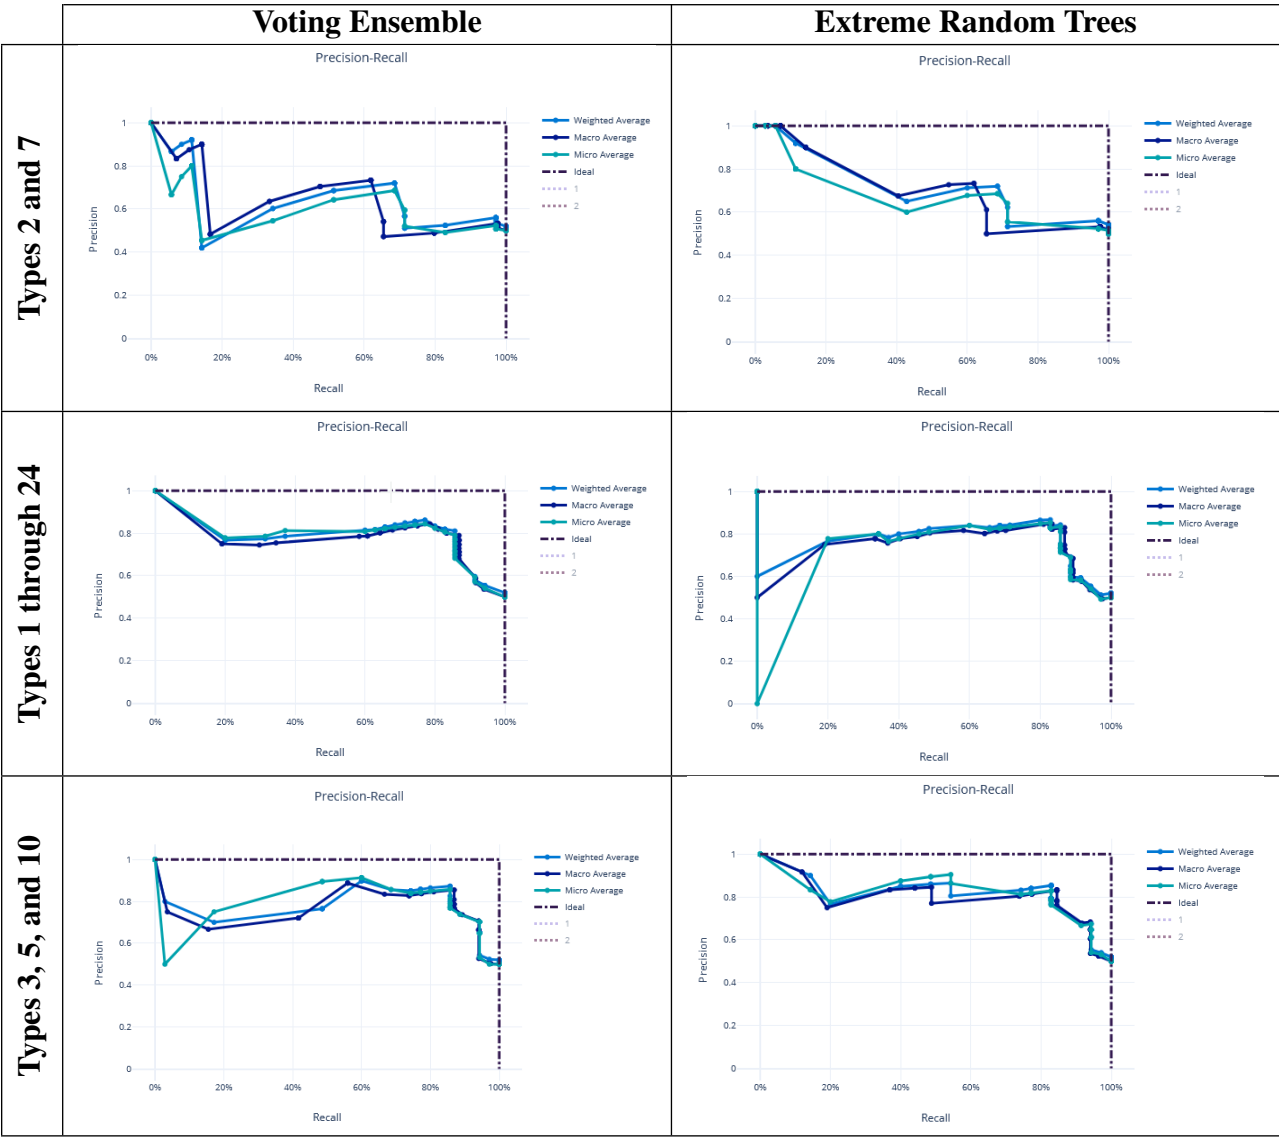 Voting Ensemble
Extreme Random Trees
Types 2 and 7
Precision-Recall
1
0.8
0.6
0.4
0.2
0
Precision
0%
20%
40%
60%
80%
100%
Recall
Weighted Average
Macro Average
Micro Average
Ideal
1
2
Precision-Recall
1
0.8
0.6
0.4
0.2
0
Precision
0%
20%
40%
60%
80%
100%
Recall
Weighted Average
Macro Average
Micro Average
Ideal
1
2
Types 1 through 24
Precision-Recall
1
0.8
0.6
0.4
0.2
0
Precision
0%
20%
40%
60%
80%
100%
Recall
Weighted Average
Macro Average
Micro Average
Ideal
1
2
Precision-Recall
1
0.8
0.6
0.4
0.2
0
Precision
0%
20%
40%
60%
80%
100%
Recall
Weighted Average
Macro Average
Micro Average
Ideal
1
2
Types 3, 5, and 10
Precision-Recall
1
0.8
0.6
0.4
0.2
0
Precision
0%
20%
40%
60%
80%
100%
Recall
Weighted Average
Macro Average
Micro Average
Ideal
1
2
Precision-Recall
1
0.8
0.6
0.4
0.2
0
Precision
0%
20%
40%
60%
80%
100%
Recall
Weighted Average
Macro Average
Micro Average
Ideal
1
2